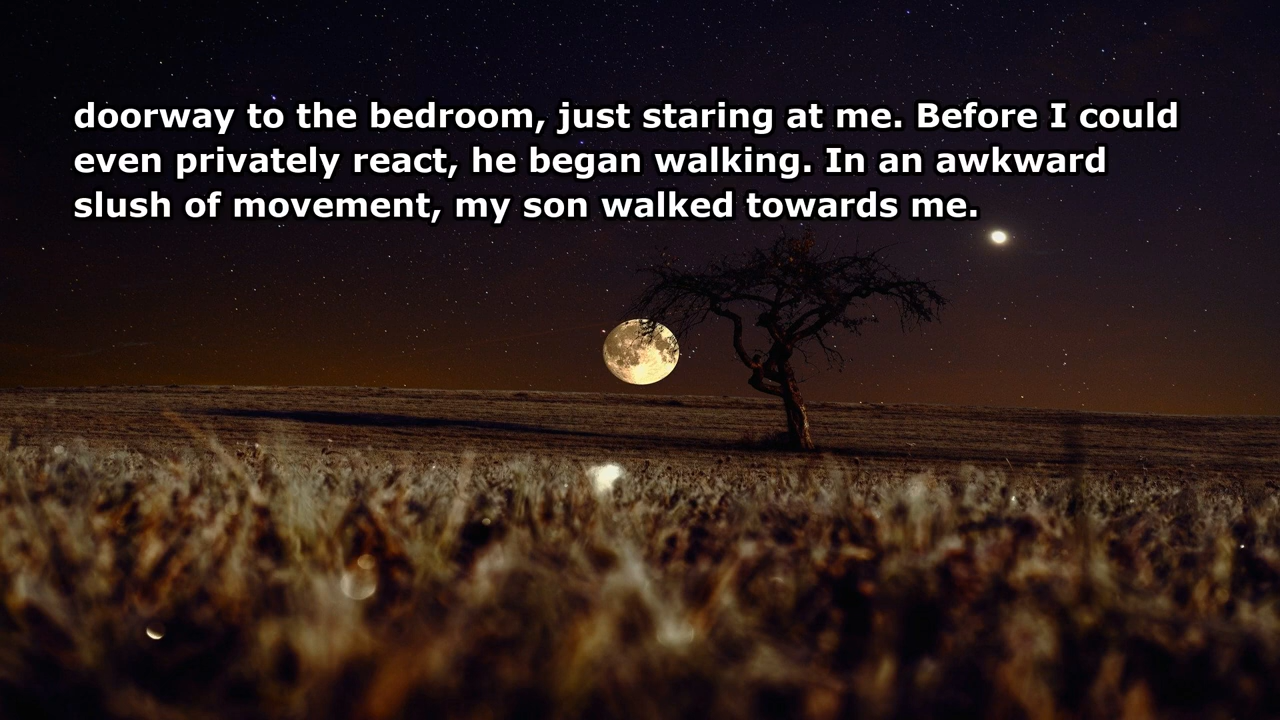 doorway to the bedroom, just staring at me. Before I could
even privately react, he began walking. In an awkward
slush of movement, my son walked towards me.